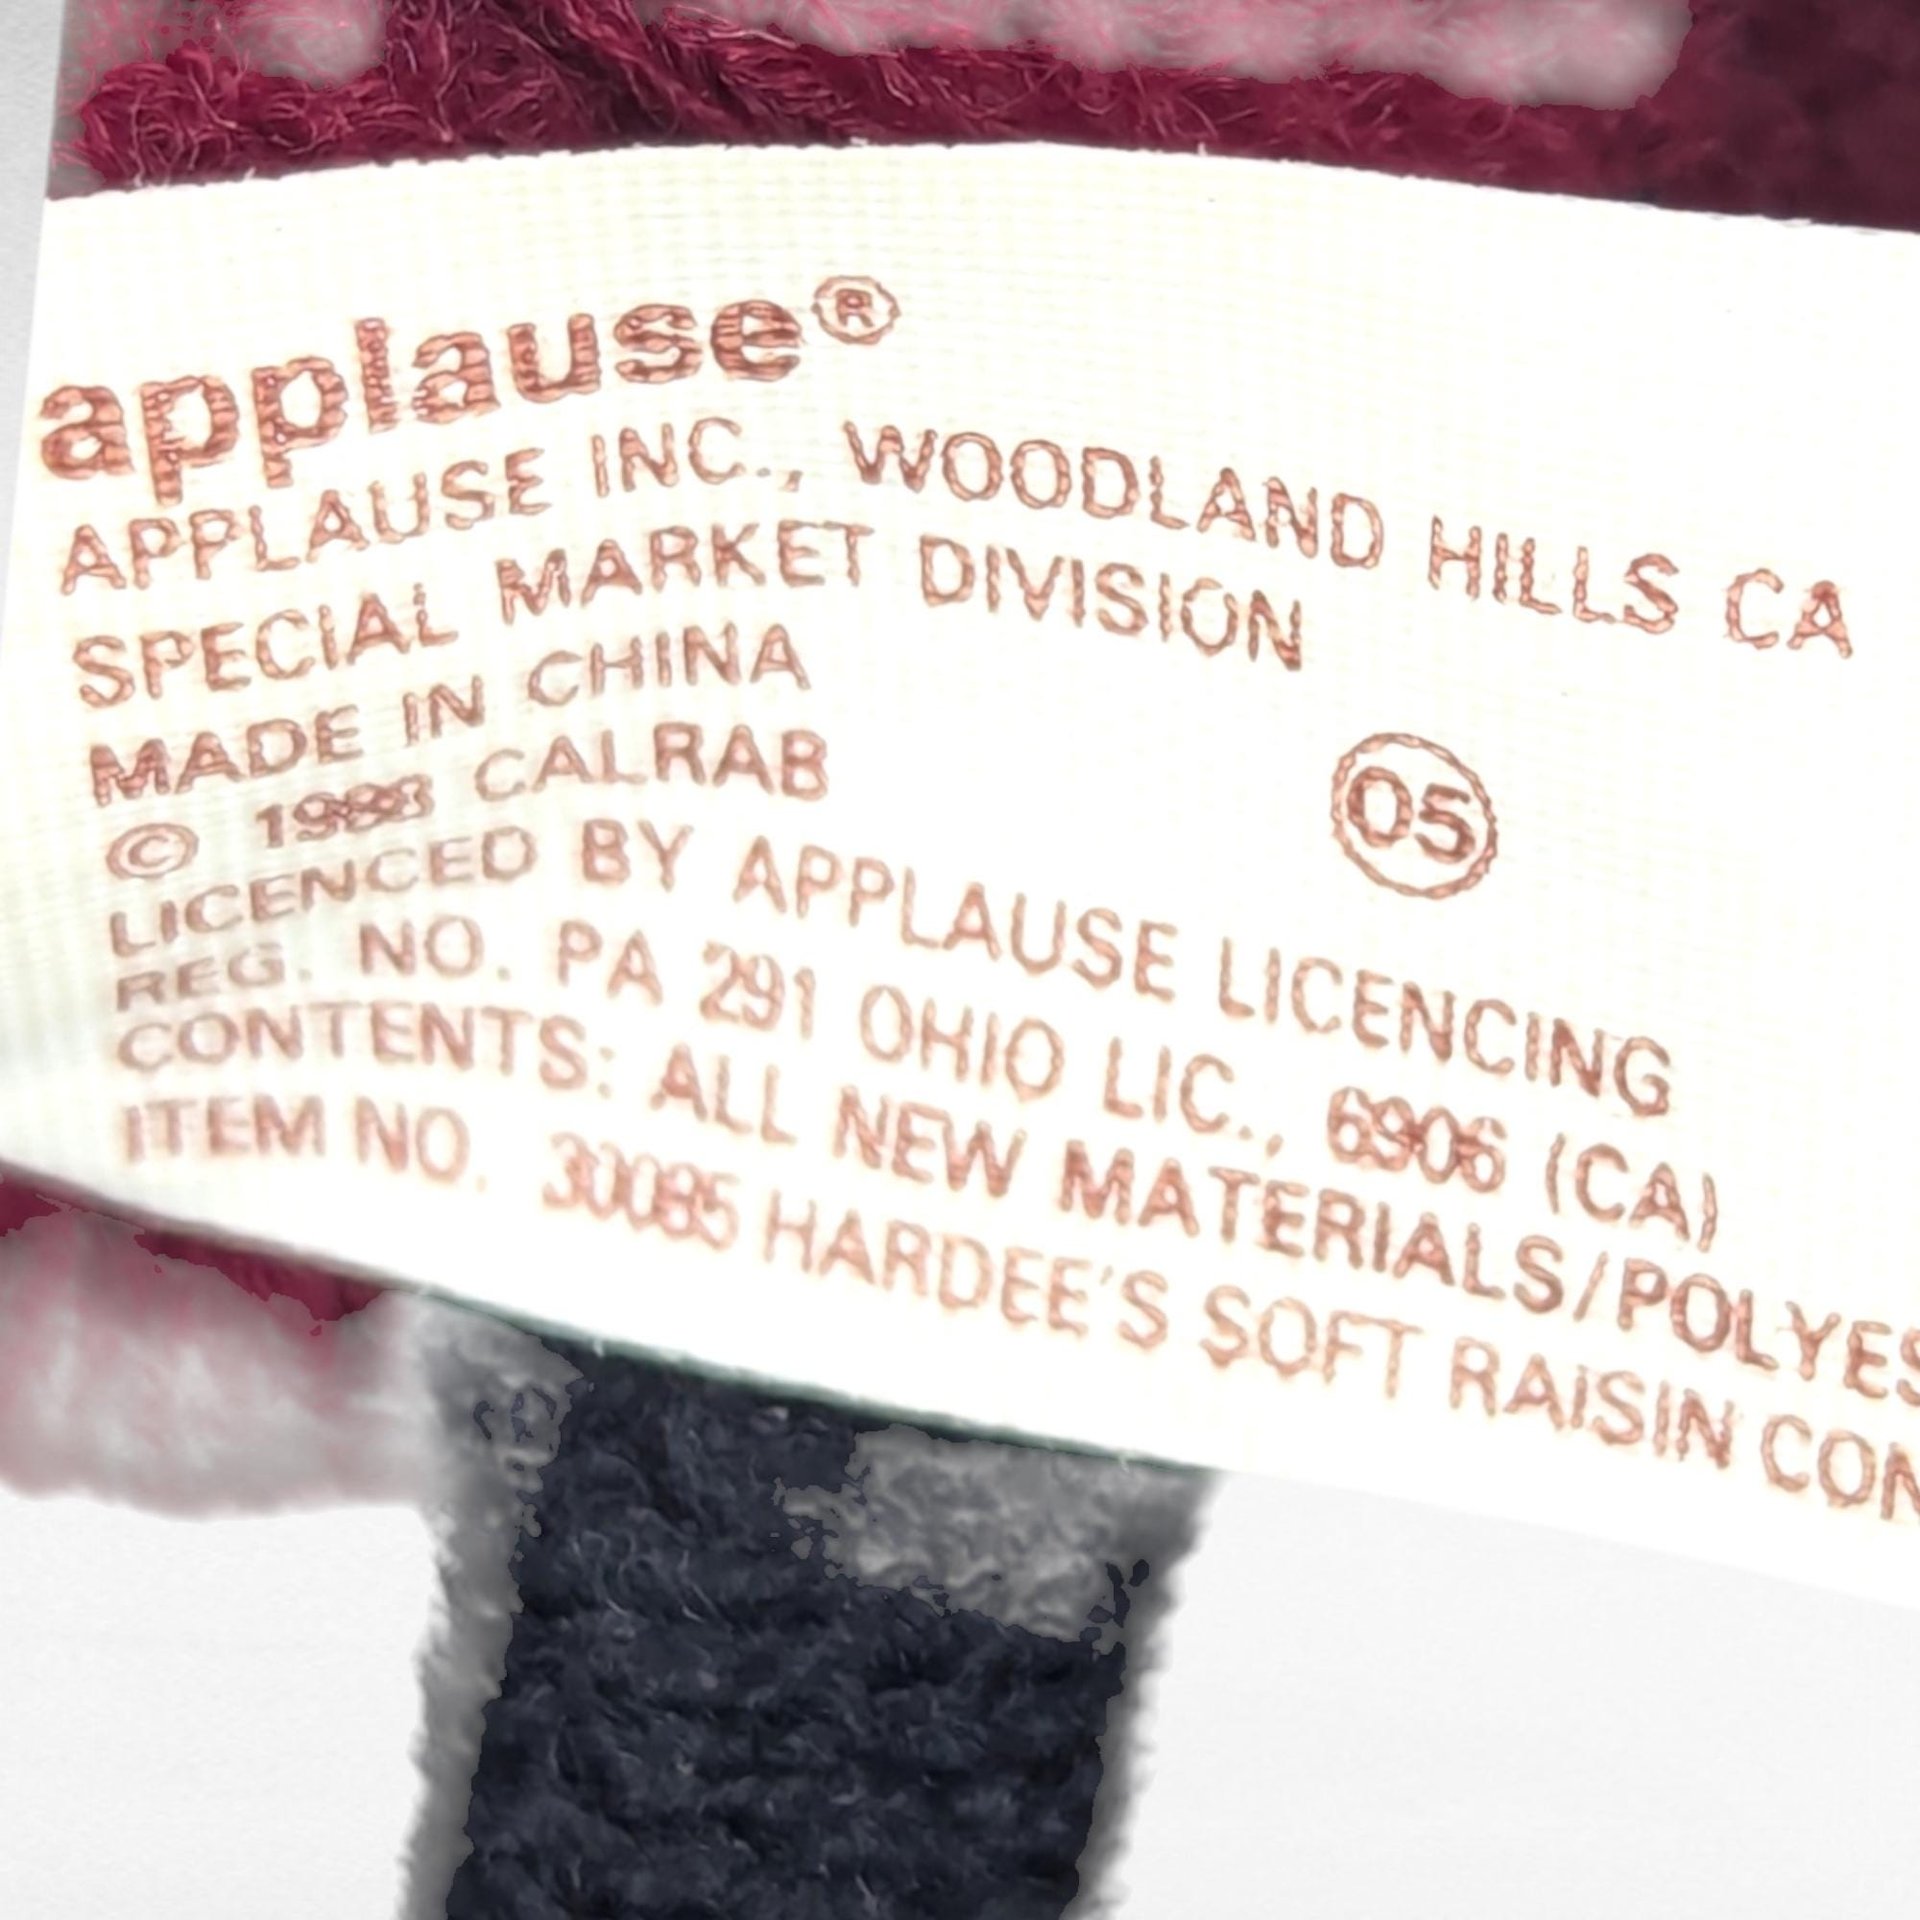 applause®
APPLAUSE INC., WOODLAND HILLS CA
SPECIAL MARKET DIVISION
MADE IN CHINA
© 1988 CALRAB
05
LICENCED BY APPLAUSE LICENCING
REG. NO. PA 291 OHIO LIC., 6906 (CA)
CONTENTS: ALL NEW MATERIALS/POLYES
ITEM NO. 30085 HARDEE'S SOFT RAISIN CON